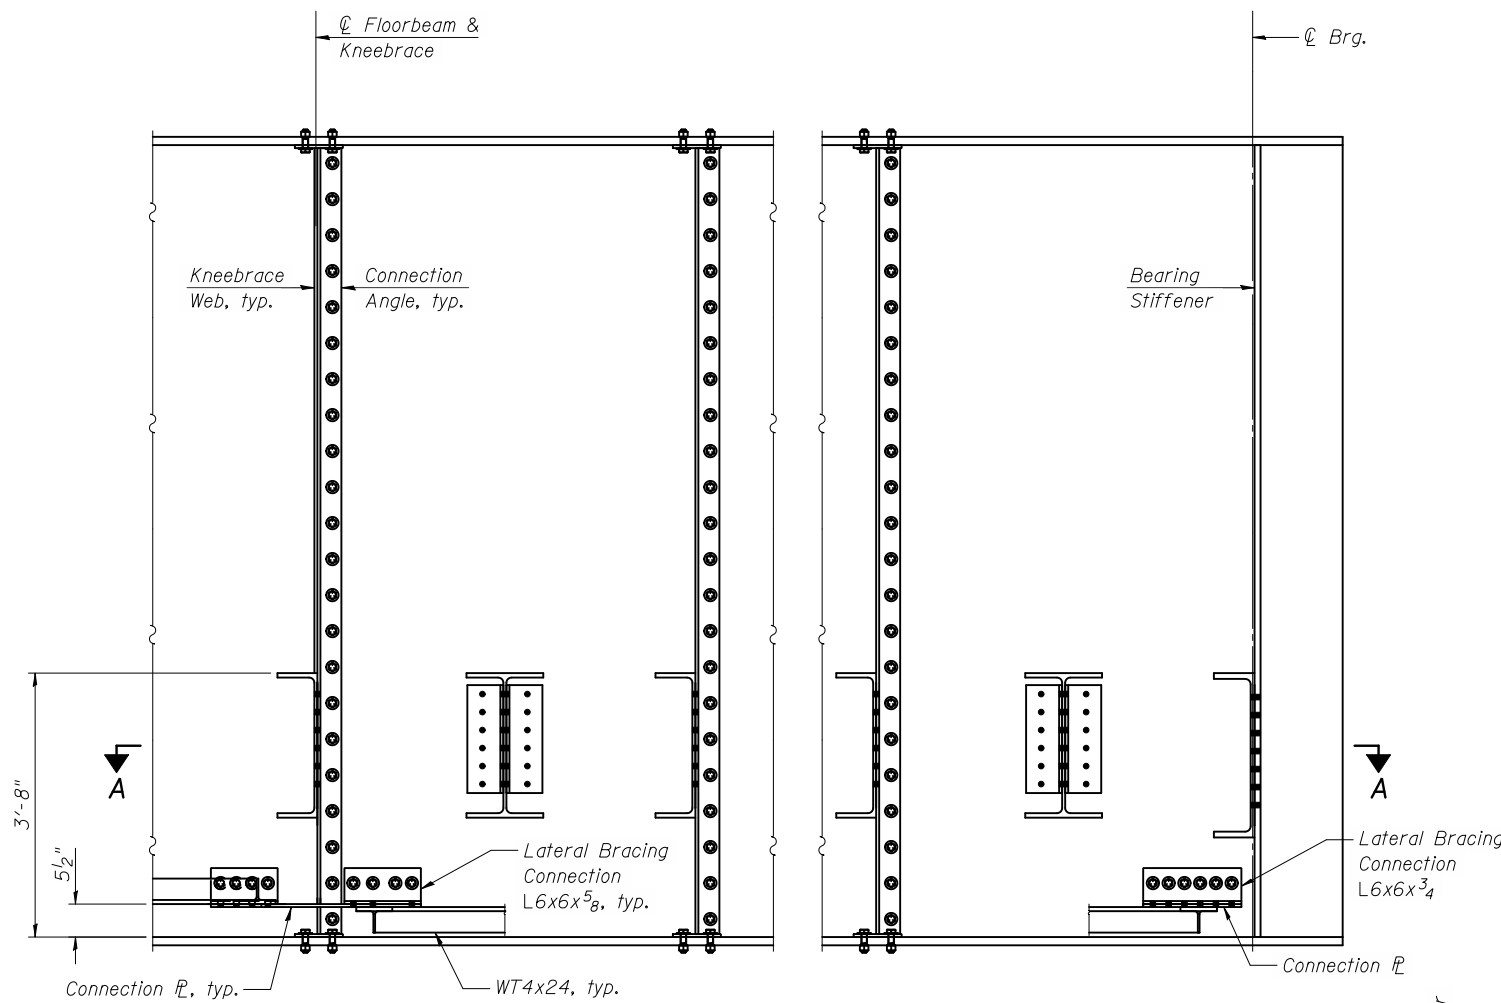 ℄ Floorbeam &
Kneebrace
℄ Brg.
Kneebrace
Web, typ.
Connection
Angle, typ.
Bearing
Stiffener
A
A
3'-8"
5½"
Lateral Bracing
Connection
L6x6x⅝, typ.
Lateral Bracing
Connection
L6x6x¾
Connection ℄, typ.
WT4x24, typ.
Connection ℄